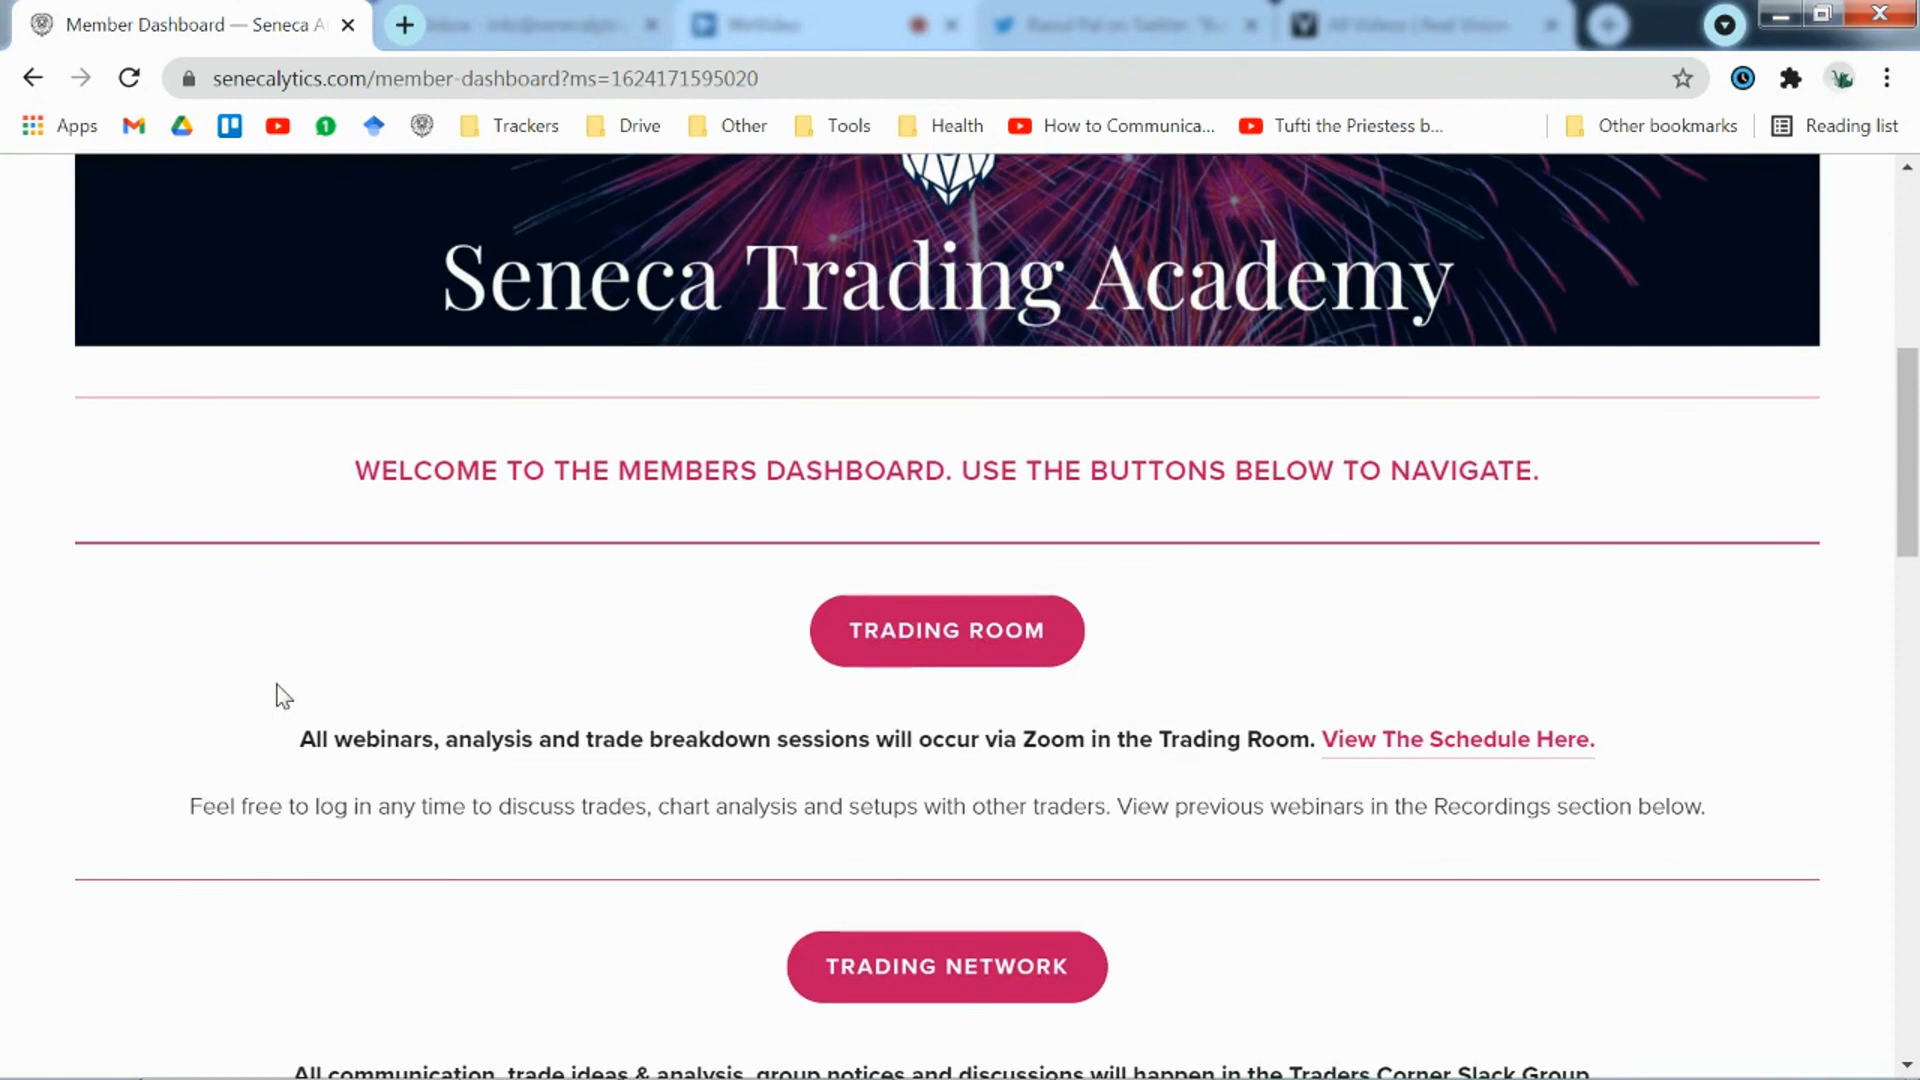 Member Dashboard — Seneca A
senecalytics.com/member-dashboard?ms=1624171595020
Apps
Trackers
Drive
Other
Tools
Health
How to Communica...
Tufti the Priestess b...
Other bookmarks
Reading list
Seneca Trading Academy
WELCOME TO THE MEMBERS DASHBOARD. USE THE BUTTONS BELOW TO NAVIGATE.
TRADING ROOM
All webinars, analysis and trade breakdown sessions will occur via Zoom in the Trading Room. View The Schedule Here.
Feel free to log in any time to discuss trades, chart analysis and setups with other traders. View previous webinars in the Recordings section below.
TRADING NETWORK
All communication, trade ideas & analysis, group notices and discussions will happen in the Traders Corner Slack Group